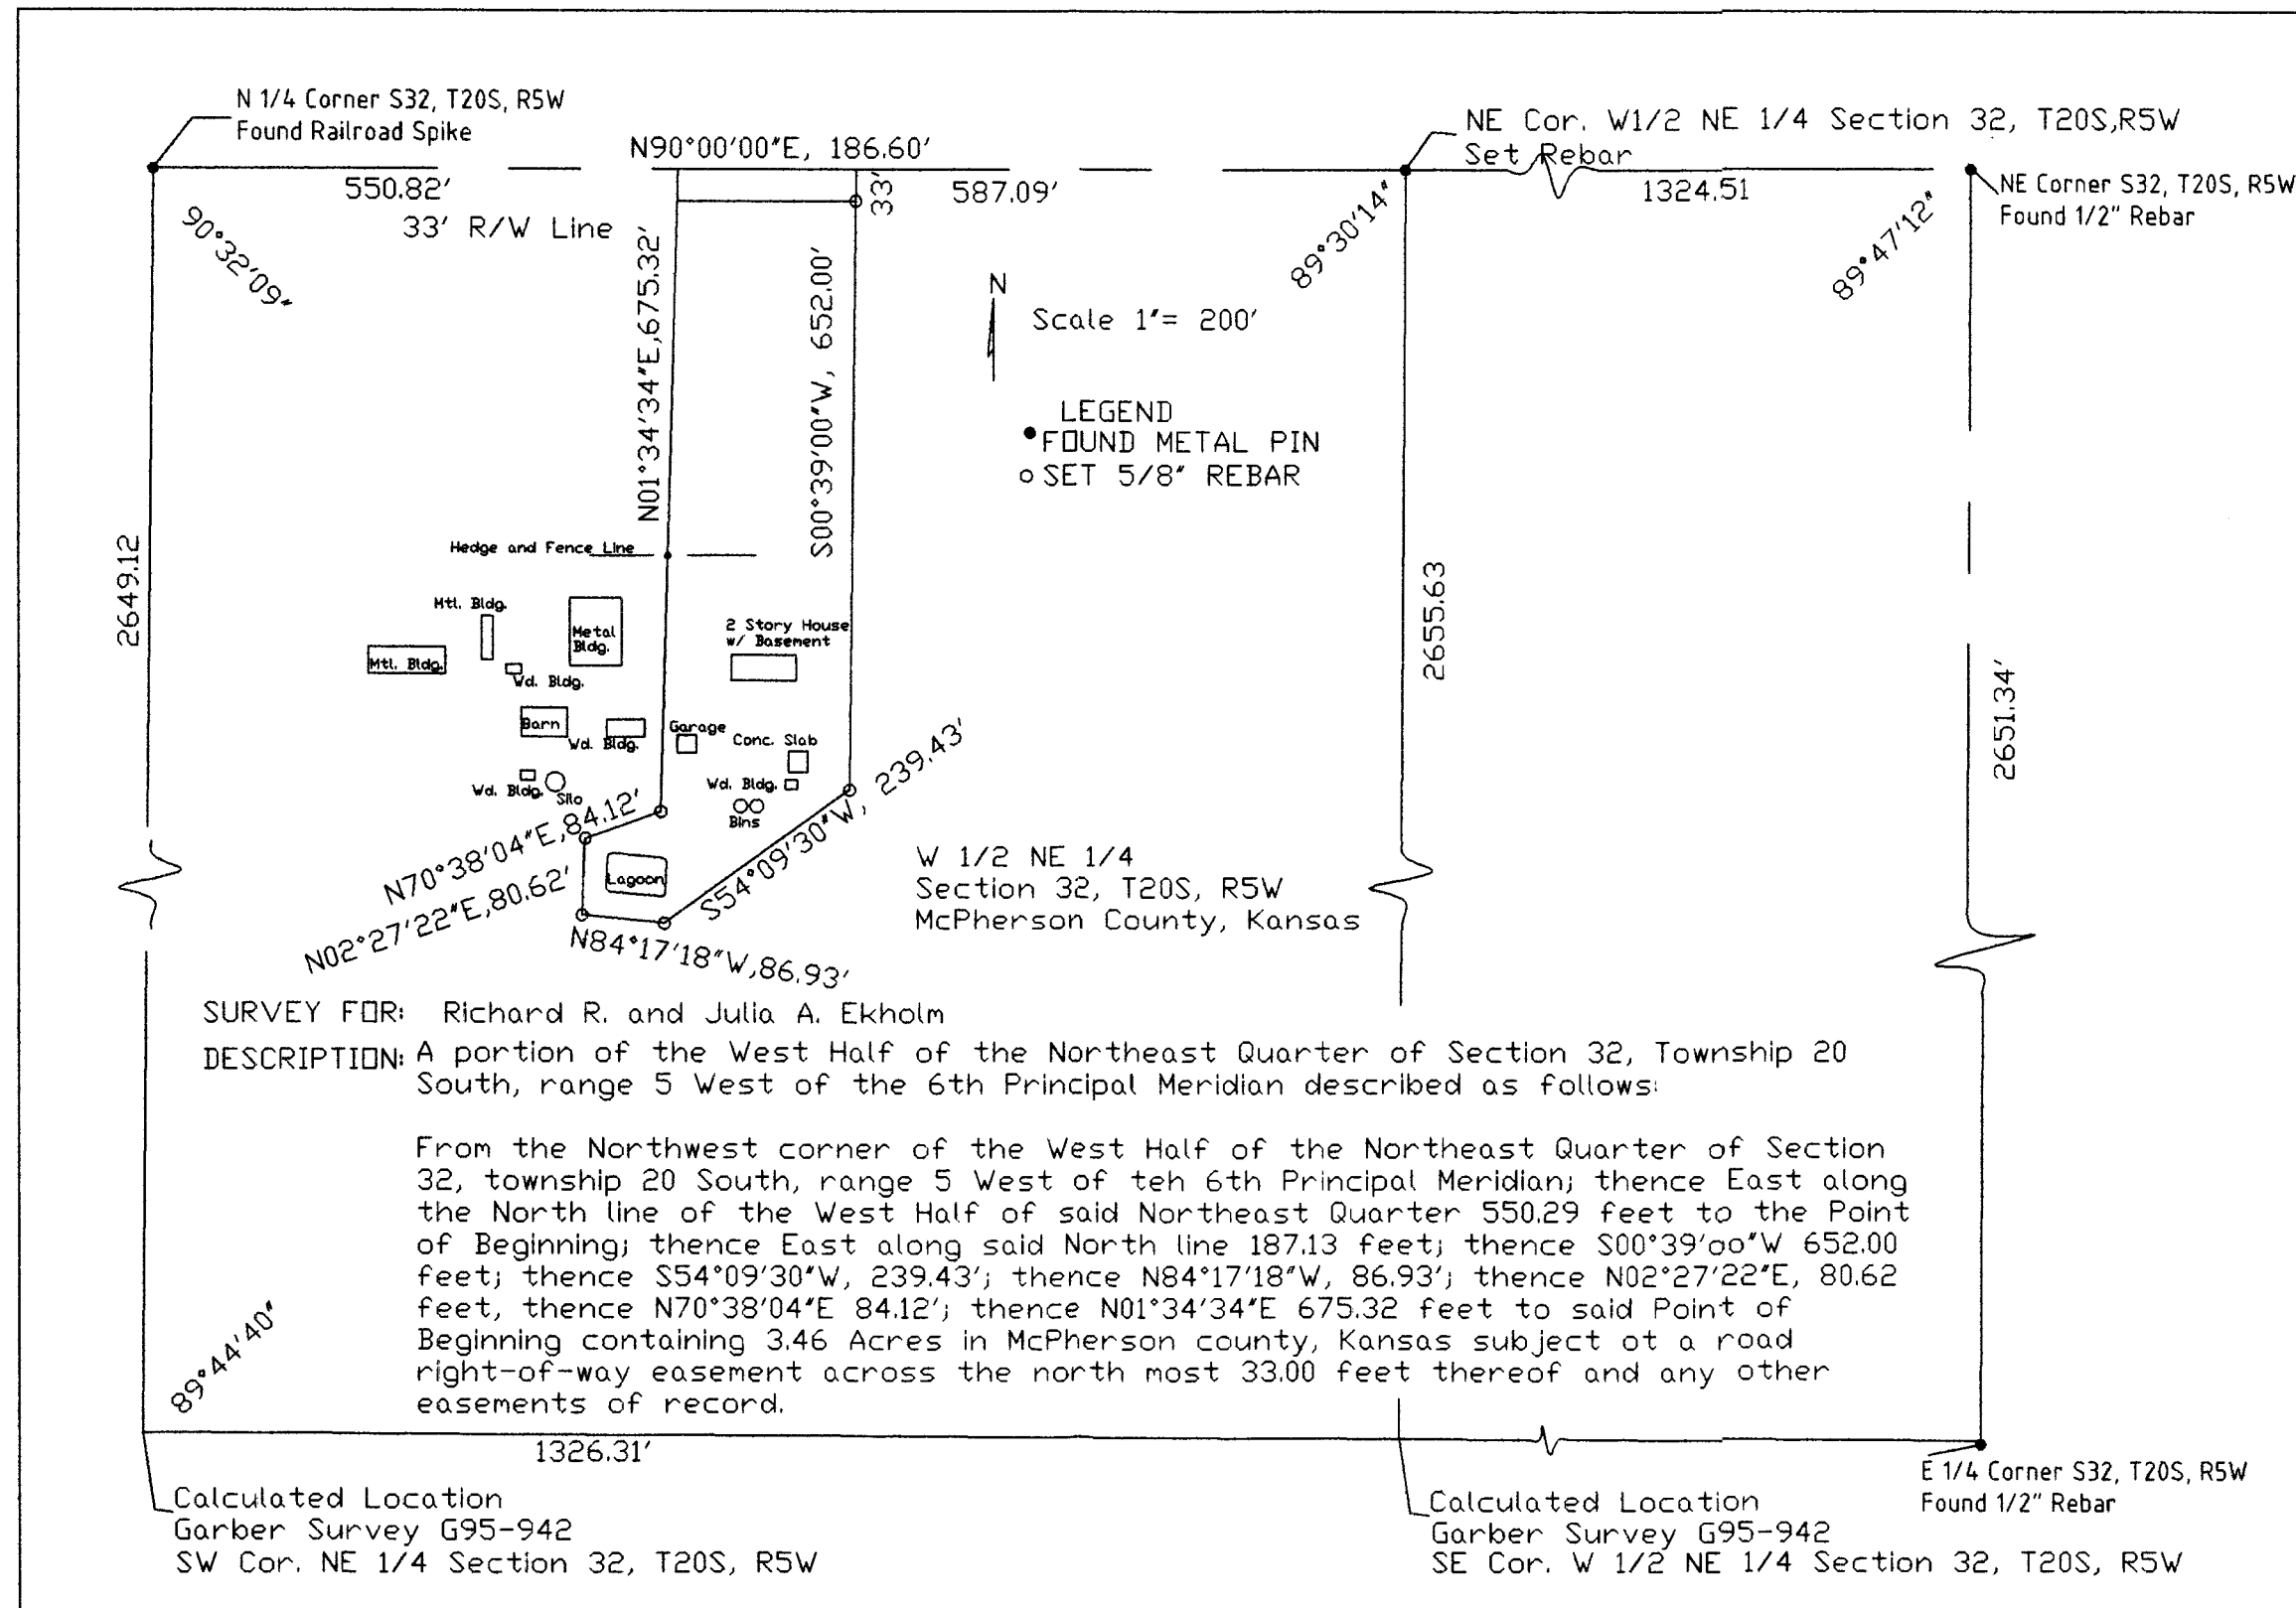 N 1/4 Corner S32, T20S, R5W
Found Railroad Spike
N90°00'00"E, 186.60'
NE Cor. W1/2 NE 1/4 Section 32, T20S,R5W
Set Rebar
550.82'
33'
587.09'
1324.51
NE Corner S32, T20S, R5W
Found 1/2" Rebar
33' R/W Line
90°32'09"
89°30'14"
89°47'12"
N01°34'34"E,675.32'
S00°39'00"W, 652.00'
N
Scale 1"= 200'
LEGEND
FOUND METAL PIN
SET 5/8" REBAR
Hedge and Fence Line
2649.12
2655.63
2651.34'
Mtl. Bldg.
Metal
Bldg.
2 Story House
w/ Basement
Mtl. Bldg.
Wd. Bldg.
Barn
Wd. Bldg.
Garage
Conc. Slab
Wd. Bldg.
Silo
Wd. Bldg.
Bins
N70°38'04"E,84.12'
S54°09'30"W, 239.43'
N02°27'22"E,80.62'
Lagoon
N84°17'18"W,86.93'
W 1/2 NE 1/4
Section 32, T20S, R5W
McPherson County, Kansas
SURVEY FOR: Richard R. and Julia A. Ekholm
DESCRIPTION: A portion of the West Half of the Northeast Quarter of Section 32, Township 20
South, range 5 West of the 6th Principal Meridian described as follows:
From the Northwest corner of the West Half of the Northeast Quarter of Section
32, township 20 South, range 5 West of teh 6th Principal Meridian; thence East along
the North line of the West Half of said Northeast Quarter 550.29 feet to the Point
of Beginning; thence East along said North line 187.13 feet; thence S00°39'oo"W 652.00
feet; thence S54°09'30"W, 239.43'; thence N84°17'18"W, 86.93'; thence N02°27'22"E, 80.62
feet, thence N70°38'04"E 84.12'; thence N01°34'34"E 675.32 feet to said Point of
Beginning containing 3.46 Acres in McPherson county, Kansas subject ot a road
right-of-way easement across the north most 33.00 feet thereof and any other
easements of record.
89°44'40"
1326.31'
Calculated Location
Garber Survey G95-942
SW Cor. NE 1/4 Section 32, T20S, R5W
Calculated Location
Garber Survey G95-942
SE Cor. W 1/2 NE 1/4 Section 32, T20S, R5W
E 1/4 Corner S32, T20S, R5W
Found 1/2" Rebar